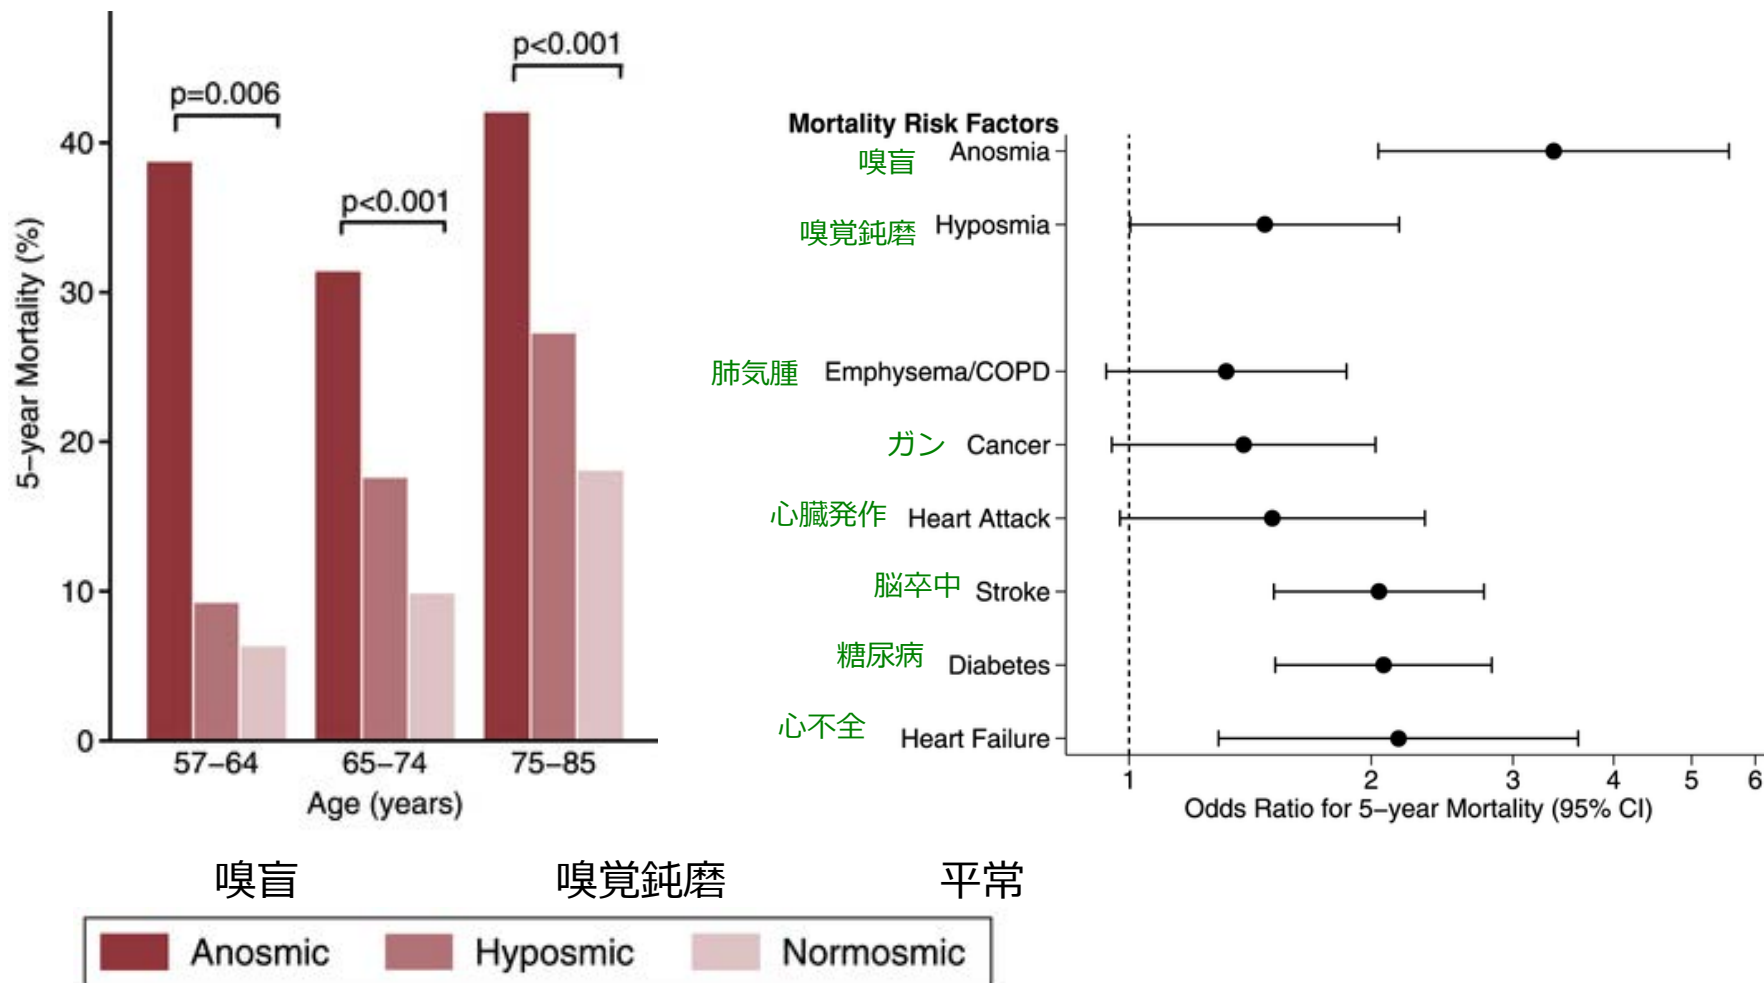 p<0.001
p=0.006
p<0.001
40
30
20
10
0
5–year Mortality (%)
57–64 65–74 75–85
Age (years)
Mortality Risk Factors
嗅盲 Anosmia
嗅覚鈍磨 Hyposmia
肺気腫 Emphysema/COPD
ガン Cancer
心臓発作 Heart Attack
脳卒中 Stroke
糖尿病 Diabetes
心不全 Heart Failure
1 2 3 4 5 6
Odds Ratio for 5–year Mortality (95% CI)
嗅盲 嗅覚鈍磨 平常
Anosmic Hyposmic Normosmic